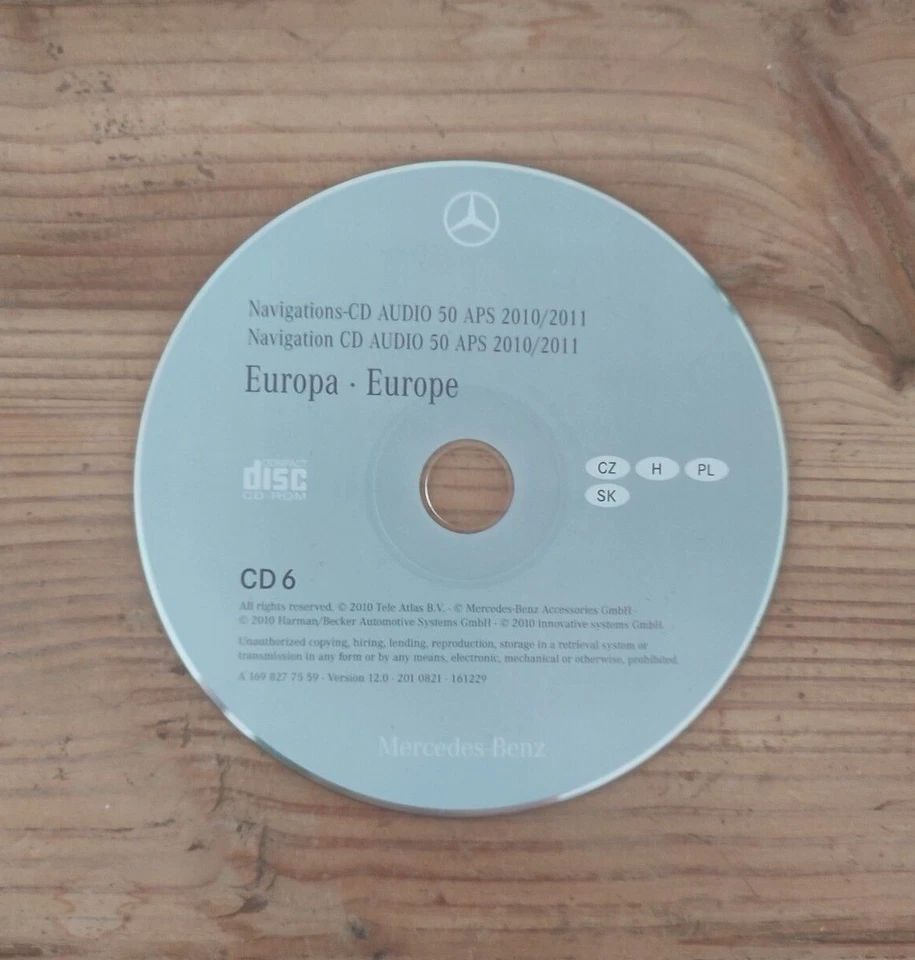 Navigations-CD AUDIO 50 APS 2010/2011
Navigation CD AUDIO 50 APS 2010/2011
Europa · Europe
COMPACT
disc
CD-ROM
CZ H PL
SK
CD 6
All rights reserved. © 2010 Tele Atlas B.V. · © Mercedes-Benz Accessories GmbH ·
© 2010 Harman/Becker Automotive Systems GmbH · © 2010 innovative systems GmbH.
Unauthorized copying, hiring, lending, reproduction, storage in a retrieval system or
transmission in any form or by any means, electronic, mechanical or otherwise, prohibited.
A 169 827 75 59 · Version 12.0 · 201 0821 · 161229
Mercedes-Benz